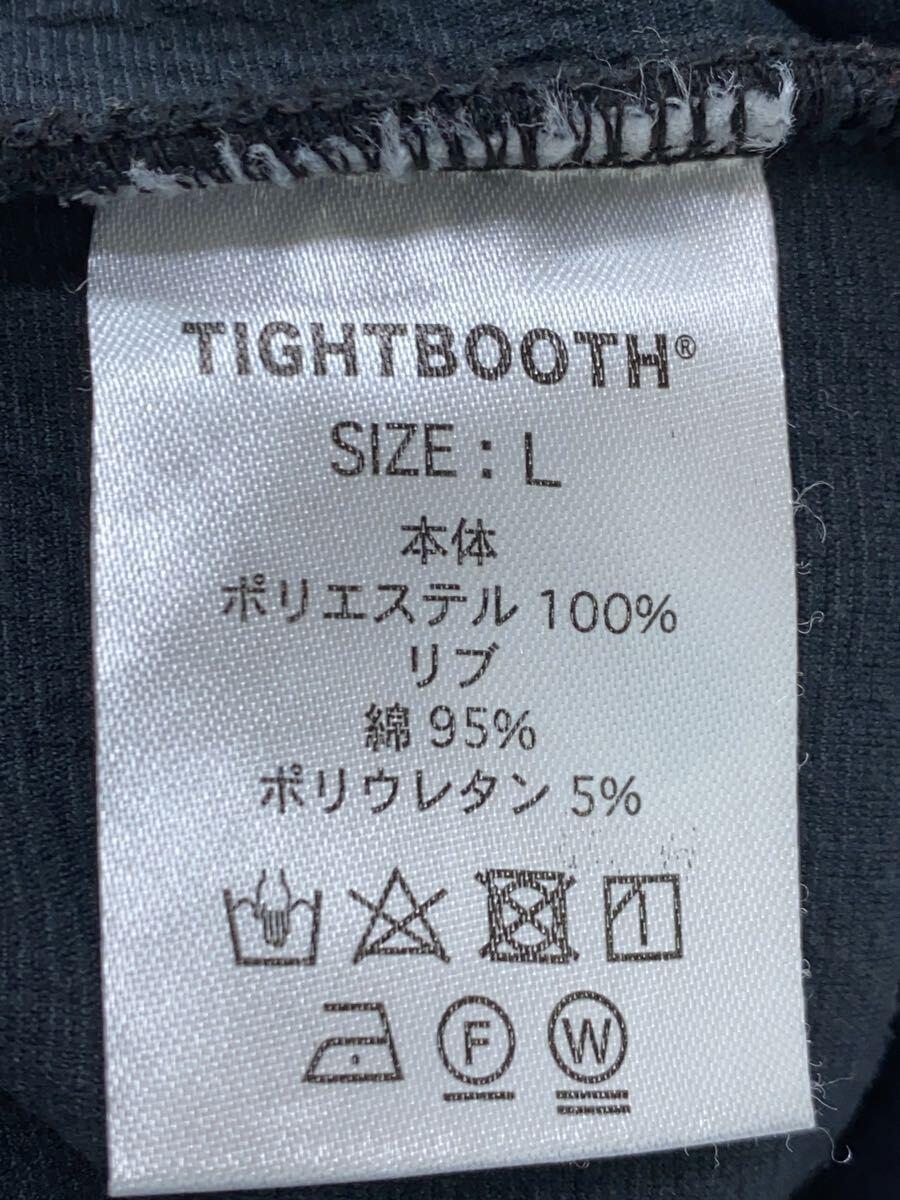 TIGHTBOOTH®
SIZE : L
本体
ポリエステル 100%
リブ
綿 95%
ポリウレタン 5%
F W